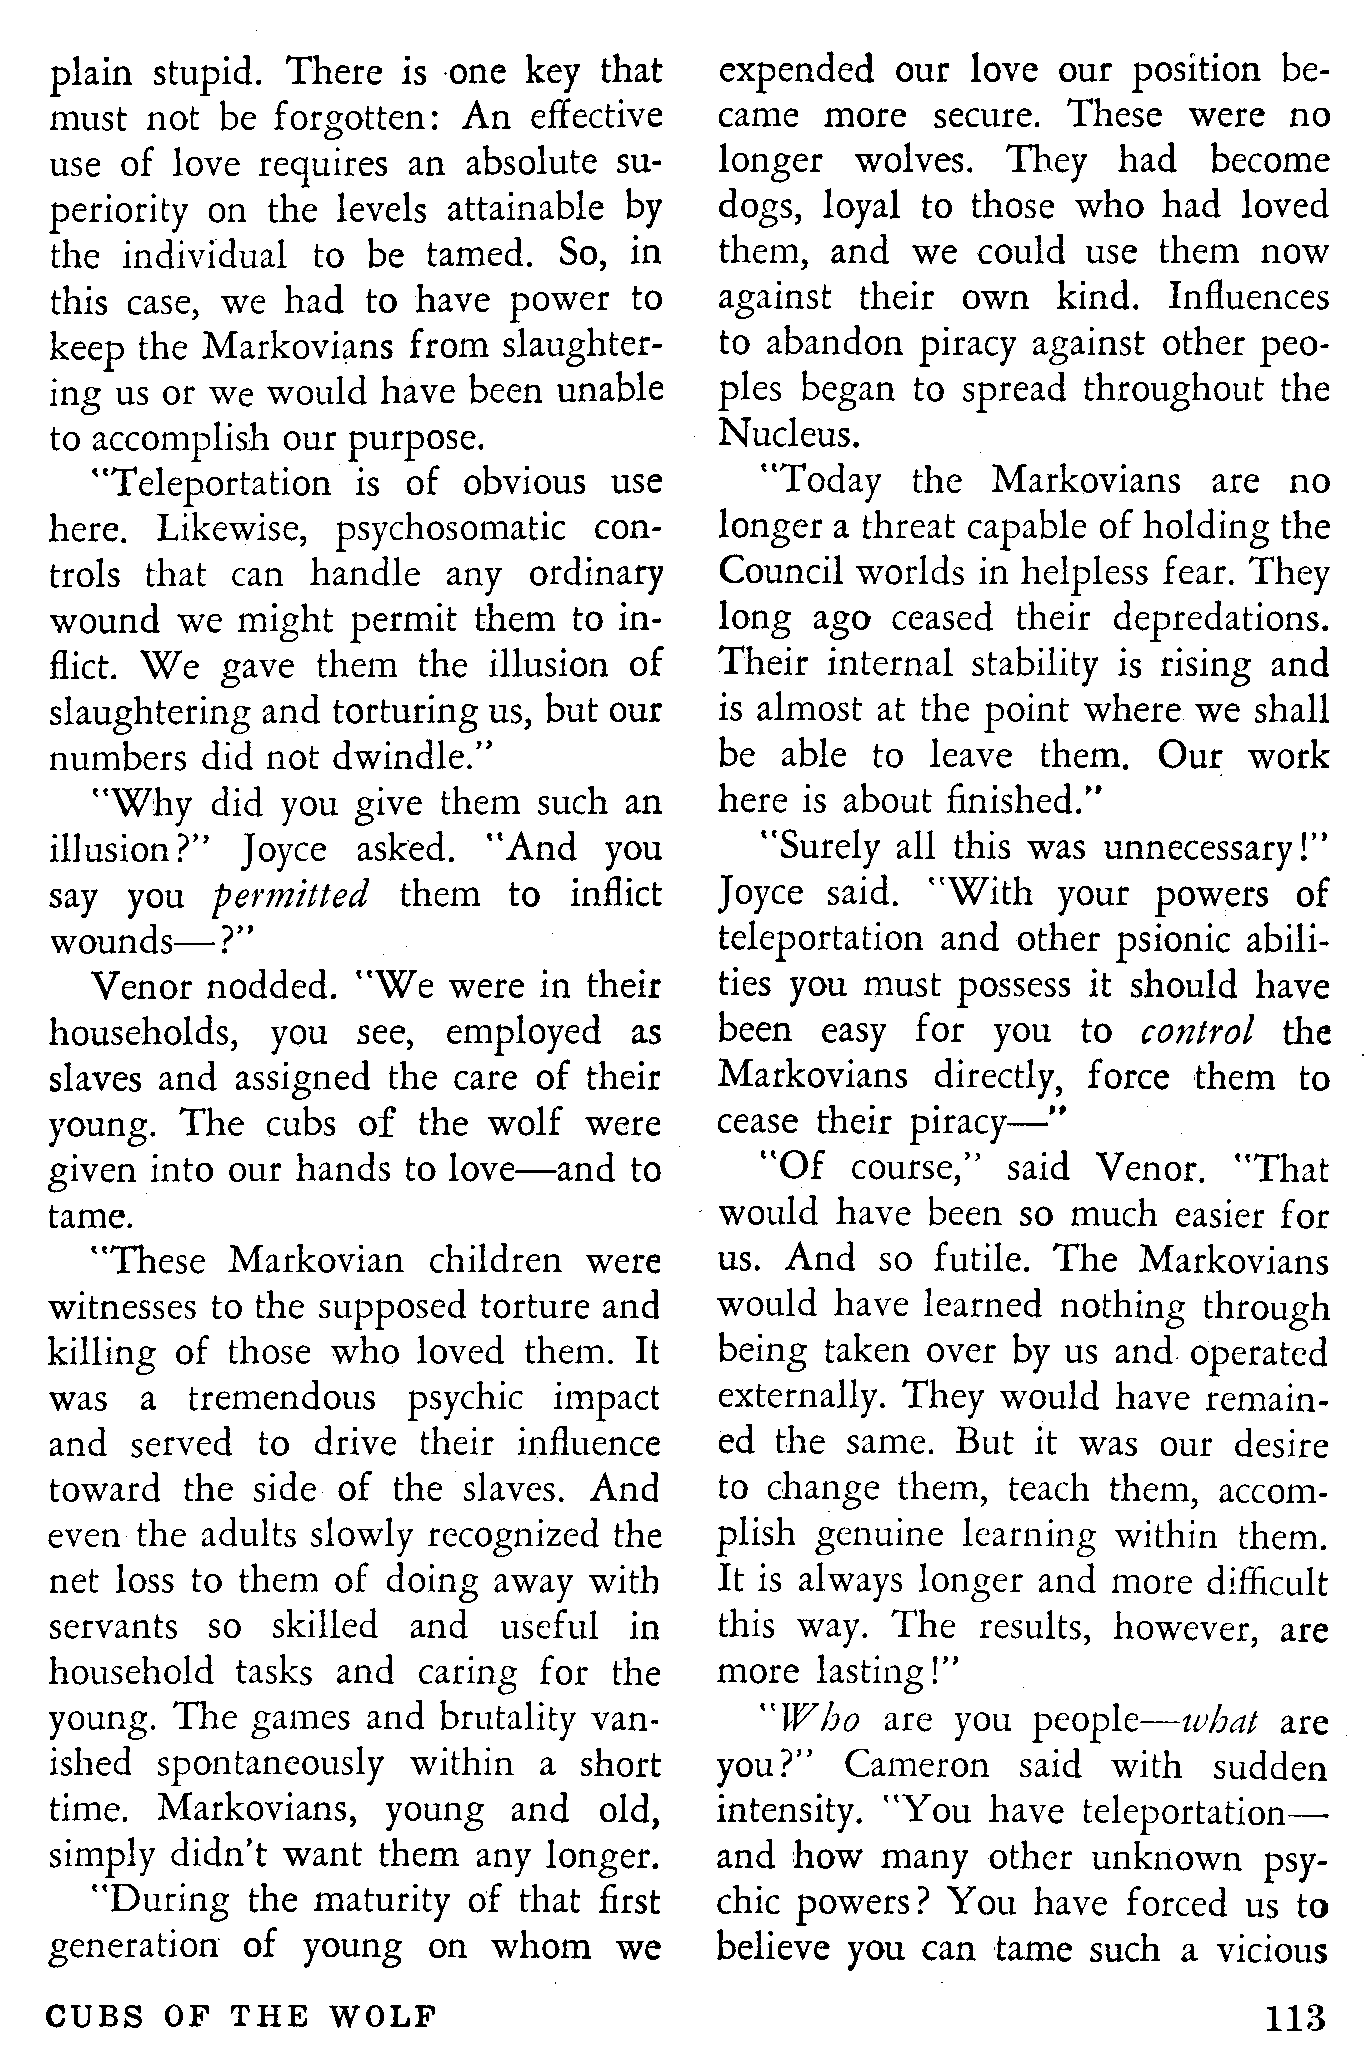 plain stupid. There is one key that
must not be forgotten: An effective
use of love requires an absolute su-
periority on the levels attainable by
the individual to be tamed. So, in
this case, we had to have power to
keep the Markovians from slaughter-
ing us or we would have been unable
to accomplish our purpose.
"Teleportation is of obvious use
here. Likewise, psychosomatic con-
trols that can handle any ordinary
wound we might permit them to in-
flict. We gave them the illusion of
slaughtering and torturing us, but our
numbers did not dwindle."
"Why did you give them such an
illusion?" Joyce asked. "And you
say you permitted them to inflict
wounds—?"
Venor nodded. "We were in their
households, you see, employed as
slaves and assigned the care of their
young. The cubs of the wolf were
given into our hands to love—and to
tame.
"These Markovian children were
witnesses to the supposed torture and
killing of those who loved them. It
was a tremendous psychic impact
and served to drive their influence
toward the side of the slaves. And
even the adults slowly recognized the
net loss to them of doing away with
servants so skilled and useful in
household tasks and caring for the
young. The games and brutality van-
ished spontaneously within a short
time. Markovians, young and old,
simply didn't want them any longer.
"During the maturity of that first
generation of young on whom we
expended our love our position be-
came more secure. These were no
longer wolves. They had become
dogs, loyal to those who had loved
them, and we could use them now
against their own kind. Influences
to abandon piracy against other peo-
ples began to spread throughout the
Nucleus.
"Today the Markovians are no
longer a threat capable of holding the
Council worlds in helpless fear. They
long ago ceased their depredations.
Their internal stability is rising and
is almost at the point where we shall
be able to leave them. Our work
here is about finished."
"Surely all this was unnecessary!"
Joyce said. "With your powers of
teleportation and other psionic abili-
ties you must possess it should have
been easy for you to control the
Markovians directly, force them to
cease their piracy—"
"Of course," said Venor. "That
would have been so much easier for
us. And so futile. The Markovians
would have learned nothing through
being taken over by us and operated
externally. They would have remain-
ed the same. But it was our desire
to change them, teach them, accom-
plish genuine learning within them.
It is always longer and more difficult
this way. The results, however, are
more lasting!"
"Who are you people—what are
you?" Cameron said with sudden
intensity. "You have teleportation—
and how many other unknown psy-
chic powers? You have forced us to
believe you can tame such a vicious
CUBS OF THE WOLF 113